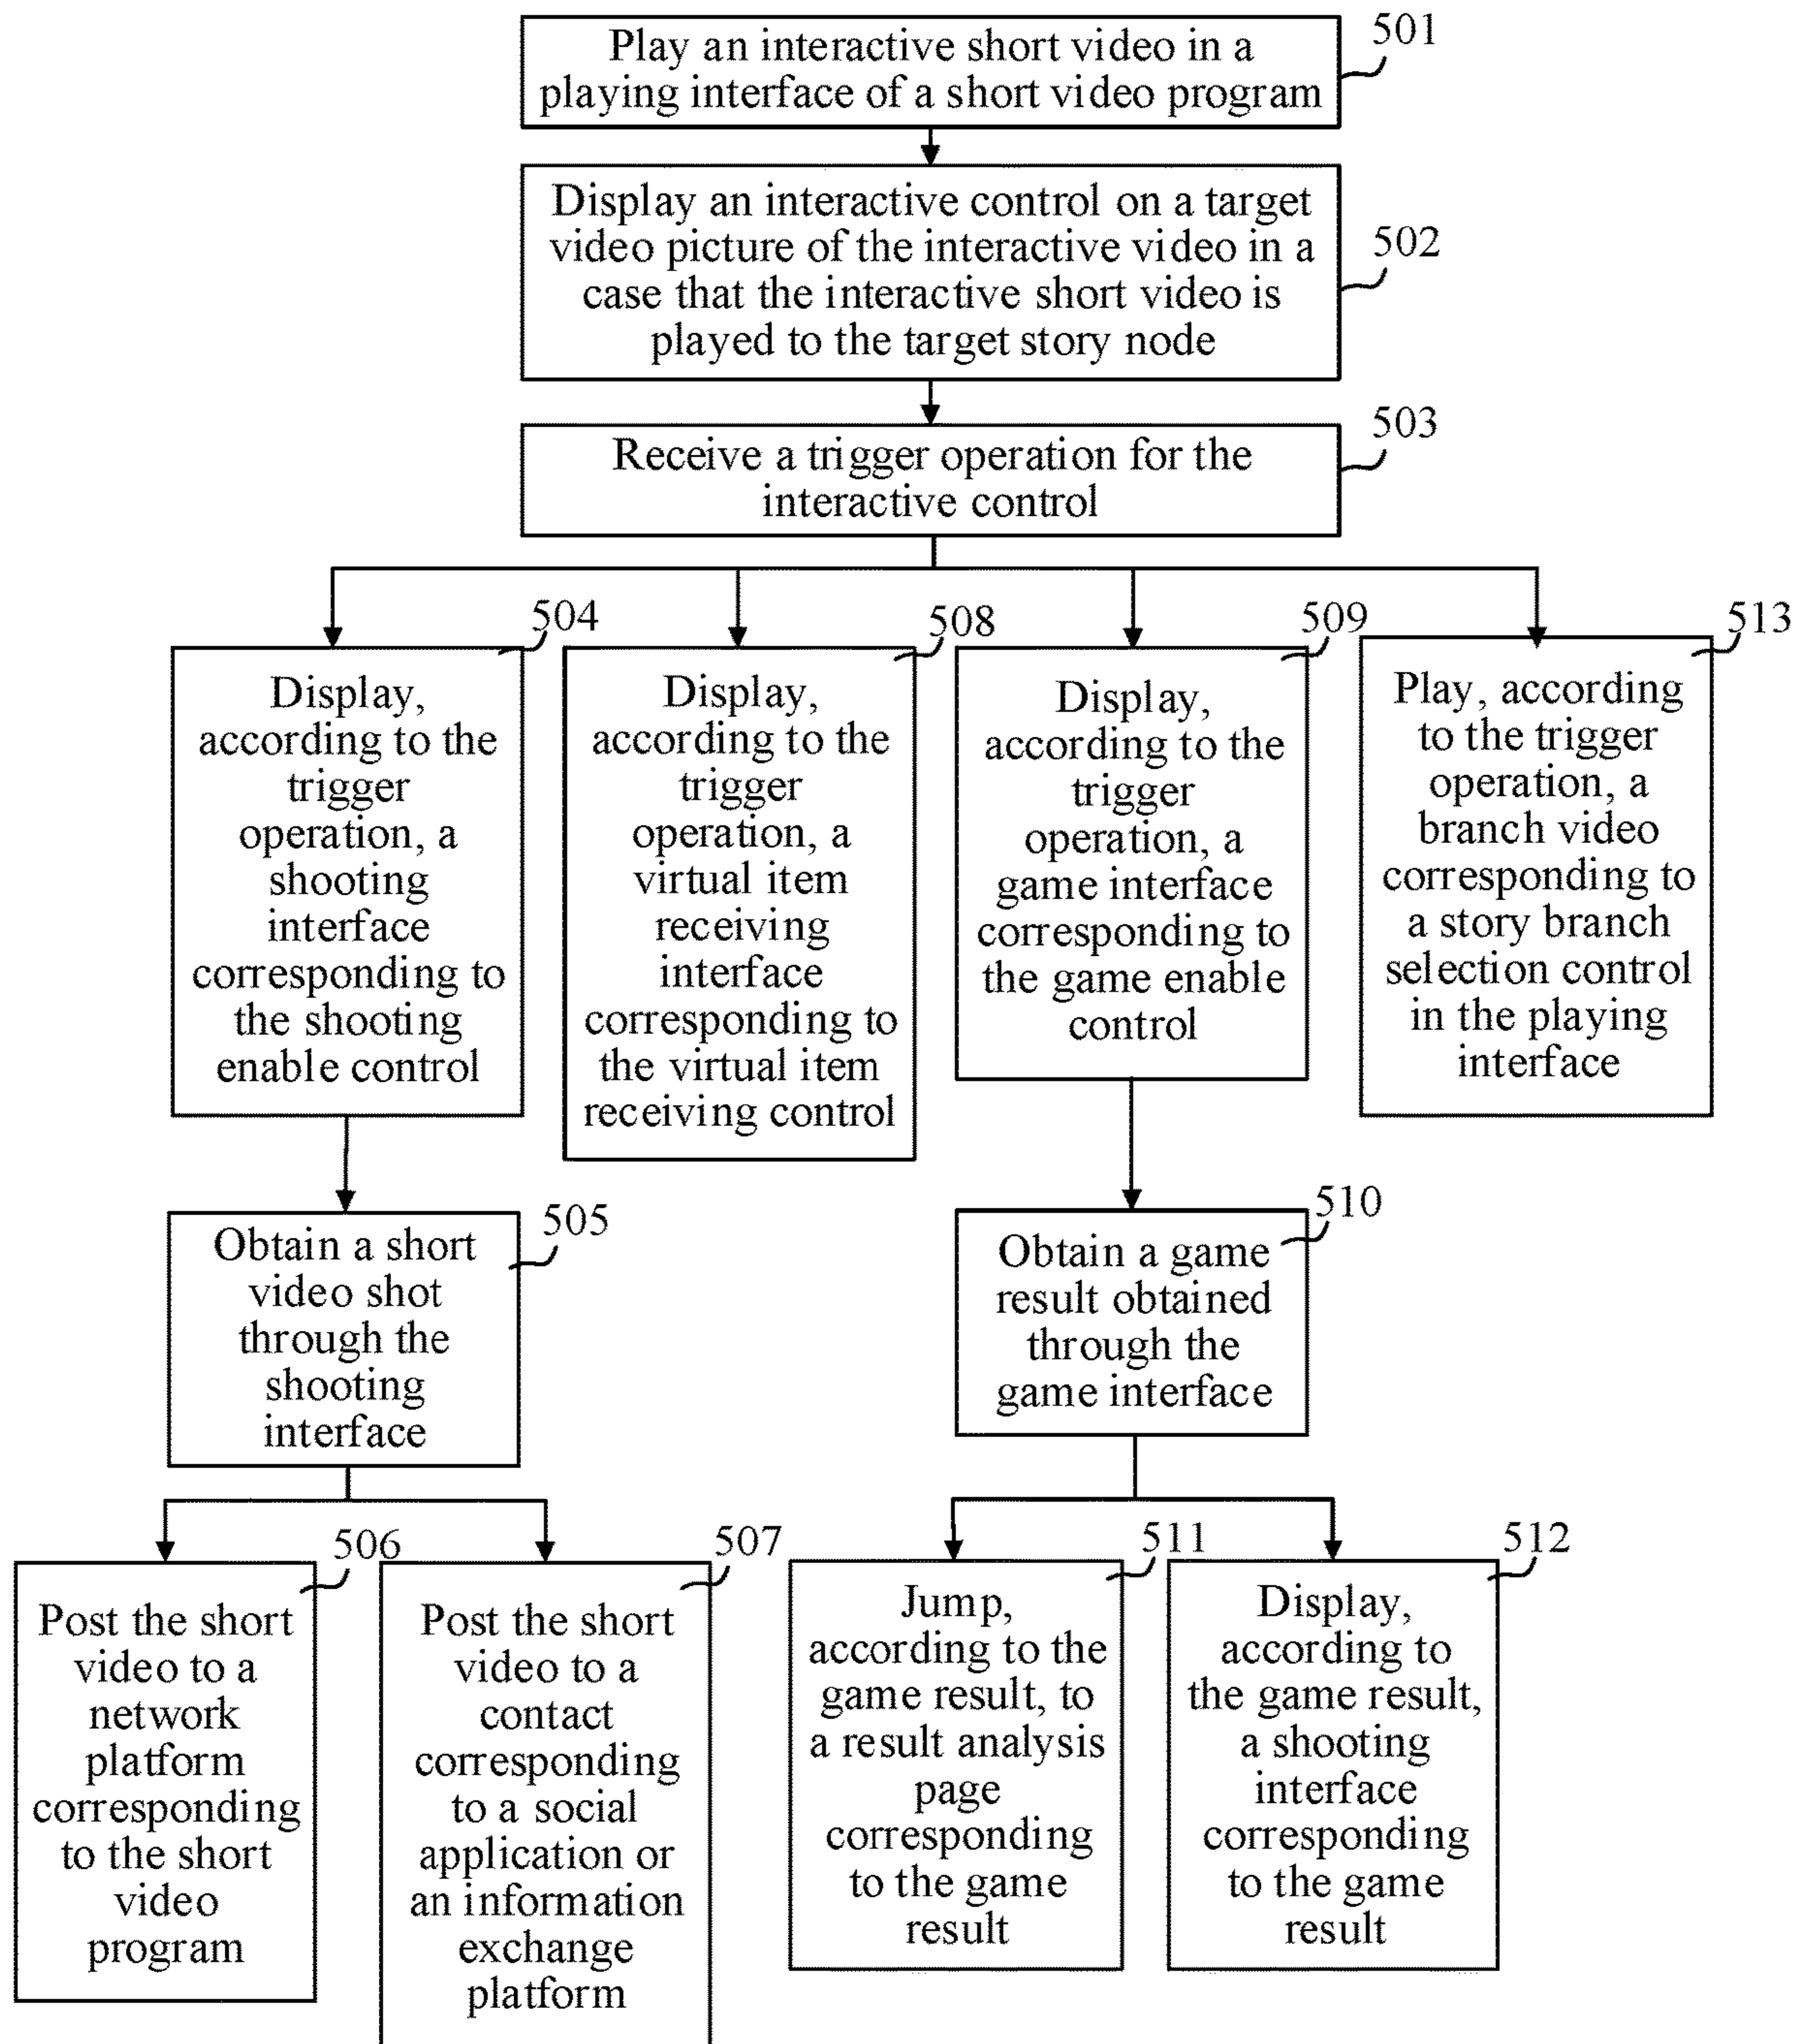 501
Play an interactive short video in a
playing interface of a short video program
502
Display an interactive control on a target
video picture of the interactive video in a
case that the interactive short video is
played to the target story node
503
Receive a trigger operation for the
interactive control
504
Display,
according to the
trigger
operation, a
shooting
interface
corresponding to
the shooting
enable control
508
Display,
according to the
trigger
operation, a
virtual item
receiving
interface
corresponding to
the virtual item
receiving control
509
Display,
according to the
trigger
operation, a
game interface
corresponding to
the game enable
control
513
Play, according
to the trigger
operation, a
branch video
corresponding to
a story branch
selection control
in the playing
interface
505
Obtain a short
video shot
through the
shooting
interface
510
Obtain a game
result obtained
through the
game interface
506
Post the short
video to a
network
platform
corresponding
to the short
video
program
507
Post the short
video to a
contact
corresponding
to a social
application or
an information
exchange
platform
511
Jump,
according to the
game result, to
a result analysis
page
corresponding
to the game
result
512
Display,
according to
the game result,
a shooting
interface
corresponding
to the game
result